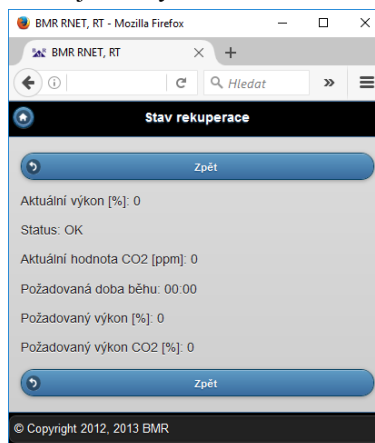 BMR RNET, RT - Mozilla Firefox
BMR RNET, RT
Hledat
Stav rekuperace
Zpět
Aktuální výkon [%]: 0
Status: OK
Aktuální hodnota CO2 [ppm]: 0
Požadovaná doba běhu: 00:00
Požadovaný výkon [%]: 0
Požadovaný výkon CO2 [%]: 0
Zpět
© Copyright 2012, 2013 BMR